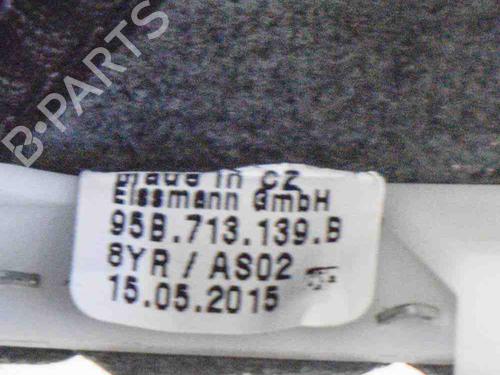 B-PARTS
made in CZ
Eissmann GmbH
95B.713.139.B
8YR / AS02
15.05.2015